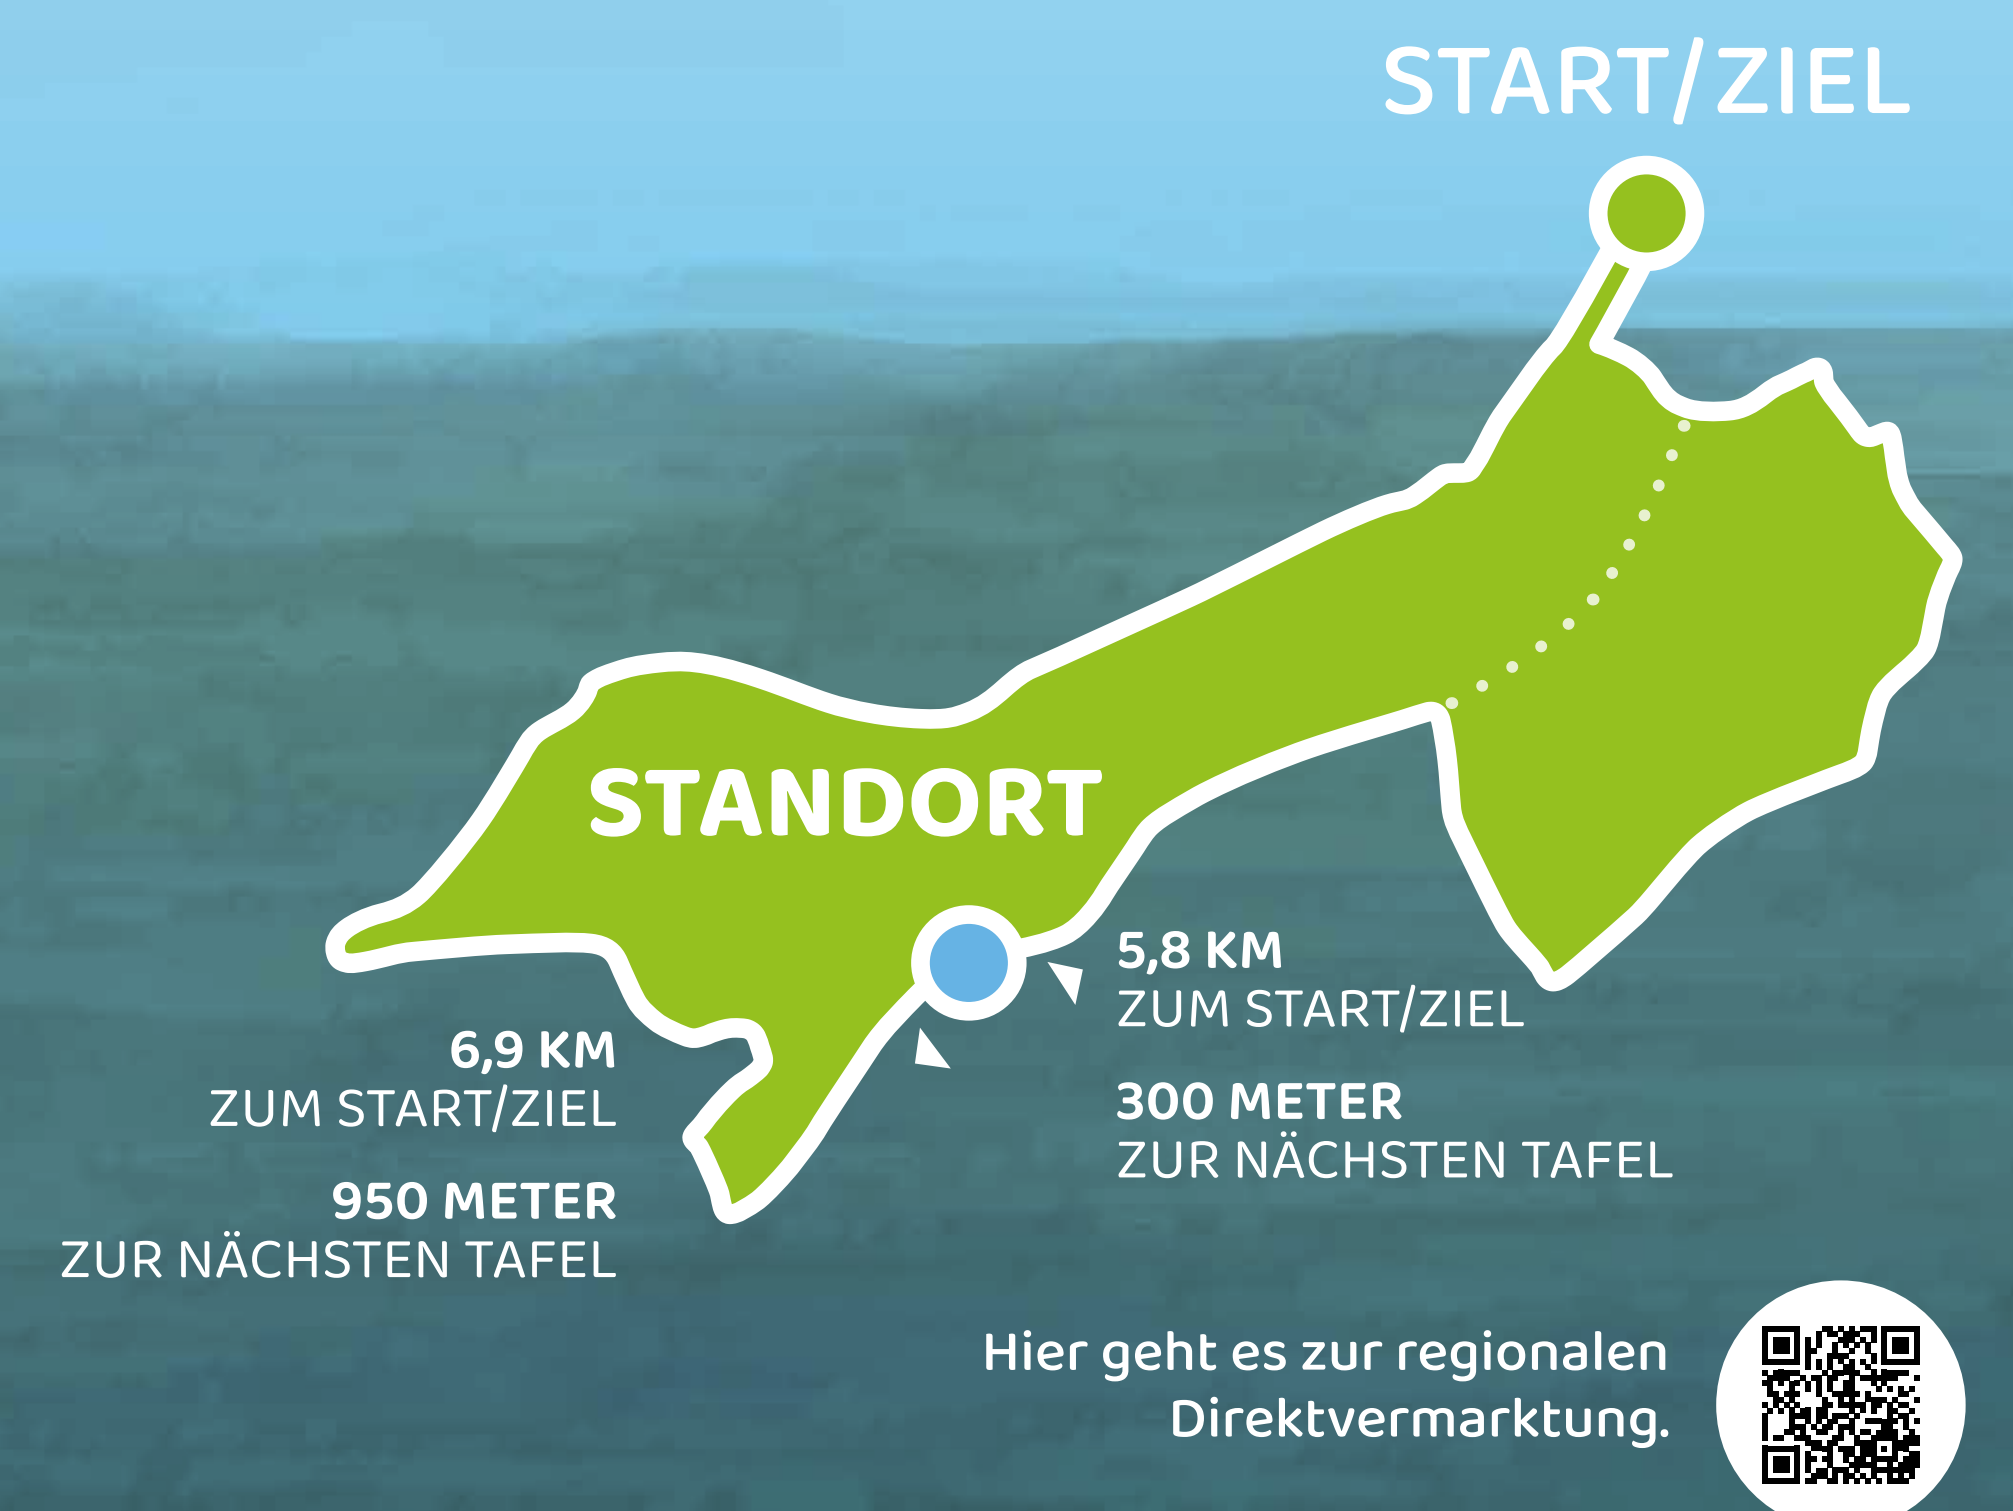 START/ZIEL
STANDORT
5,8 KM
ZUM START/ZIEL
300 METER
ZUR NÄCHSTEN TAFEL
6,9 KM
ZUM START/ZIEL
950 METER
ZUR NÄCHSTEN TAFEL
Hier geht es zur regionalen
Direktvermarktung.